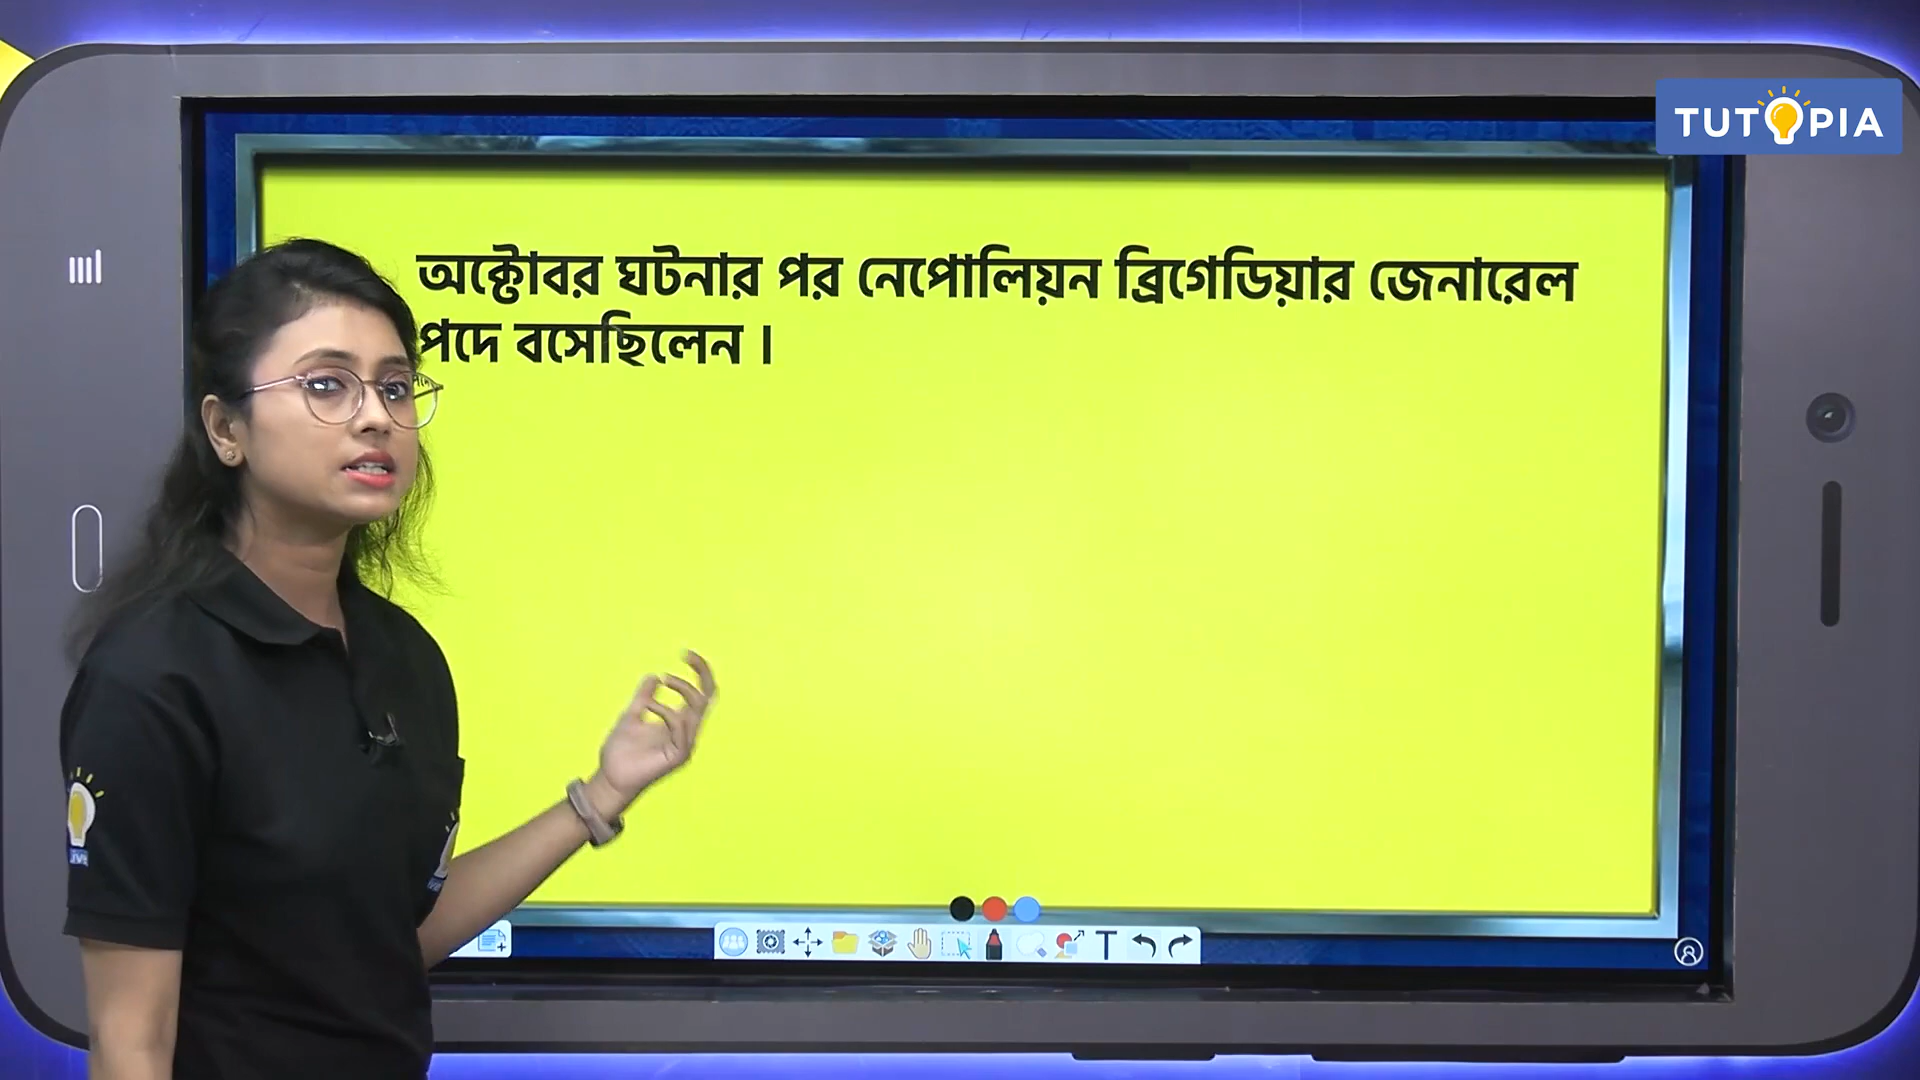 TUTOPIA
অক্টোবর ঘটনার পর নেপোলিয়ন ব্রিগেডিয়ার জেনারেল
পদে বসেছিলেন ।